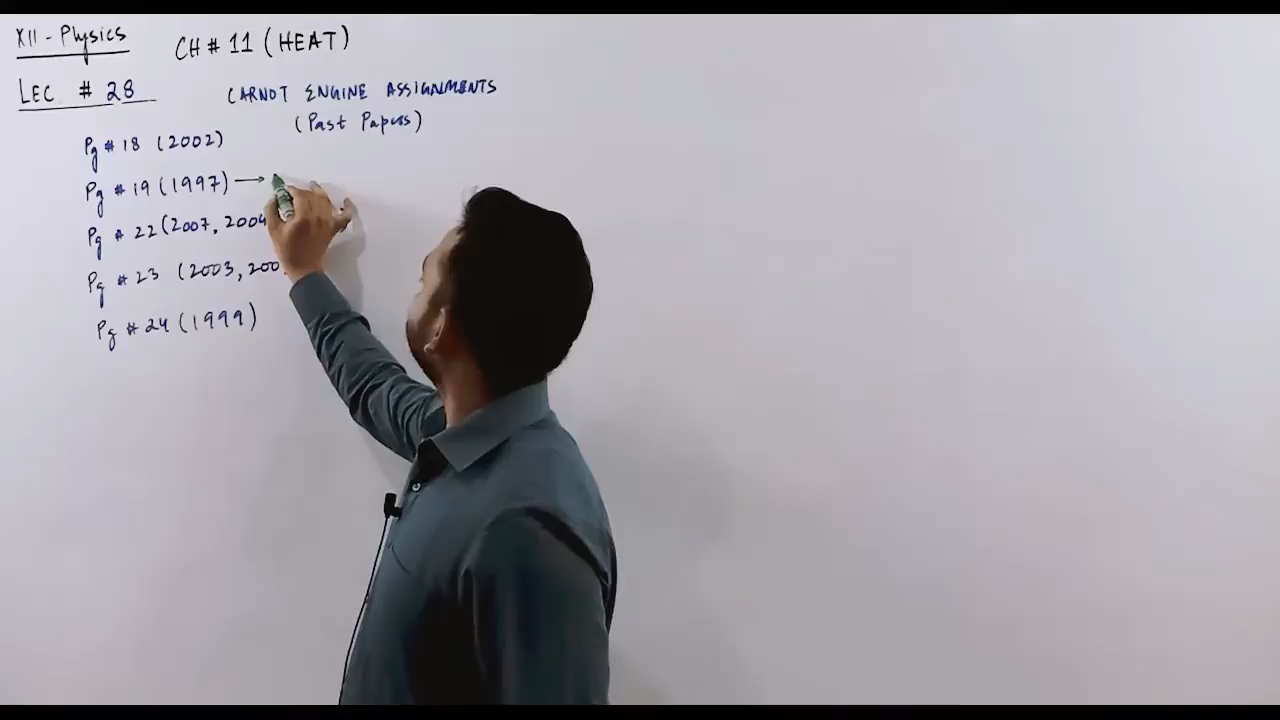 XII - Physics
CH # 11 (HEAT)
LEC # 28
CARNOT ENGINE ASSIGNMENTS
(Past Papers)
Pg # 18 (2002)
Pg # 19 (1997) →
Pg # 22 (2007, 2004
Pg # 23 (2003, 200
Pg # 24 (1999)